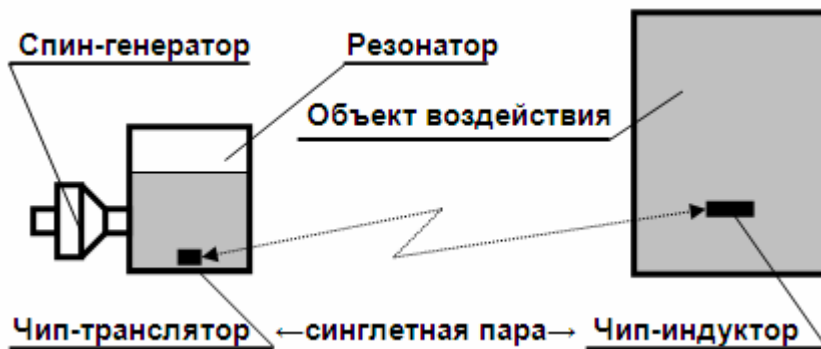 Спин-генератор
Резонатор
Объект воздействия
Чип-транслятор ←синглетная пара→ Чип-индуктор